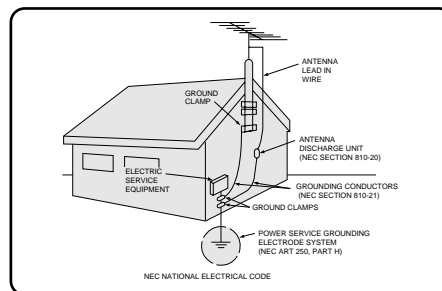 ANTENNA
LEAD IN
WIRE
GROUND
CLAMP
ANTENNA
DISCHARGE UNIT
(NEC SECTION 810-20)
ELECTRIC
SERVICE
EQUIPMENT
GROUNDING CONDUCTORS
(NEC SECTION 810-21)
GROUND CLAMPS
POWER SERVICE GROUNDING
ELECTRODE SYSTEM
(NEC ART 250, PART H)
NEC NATIONAL ELECTRICAL CODE